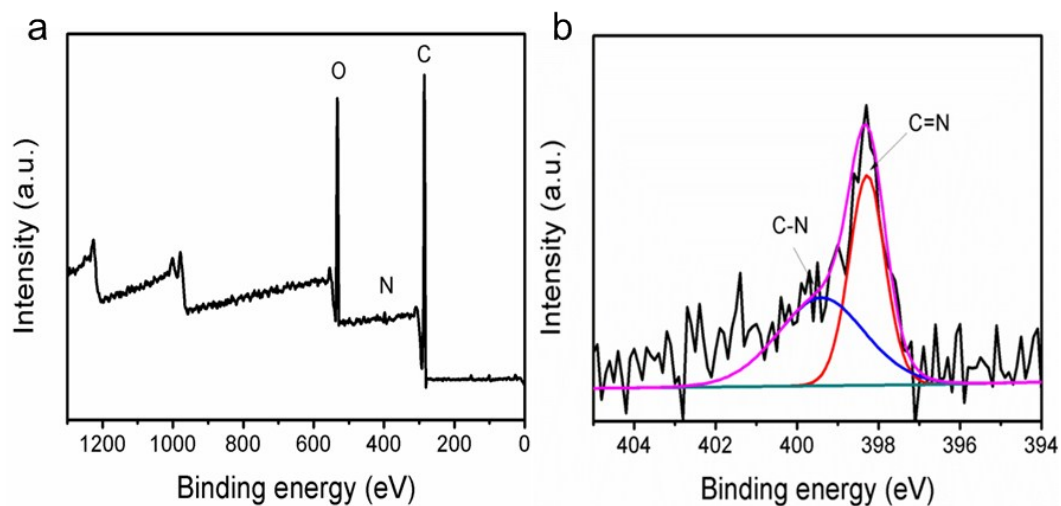 a
O
C
N
Intensity (a.u.)
1200 1000 800 600 400 200 0
Binding energy (eV)
b
C=N
C-N
Intensity (a.u.)
404 402 400 398 396 394
Binding energy (eV)